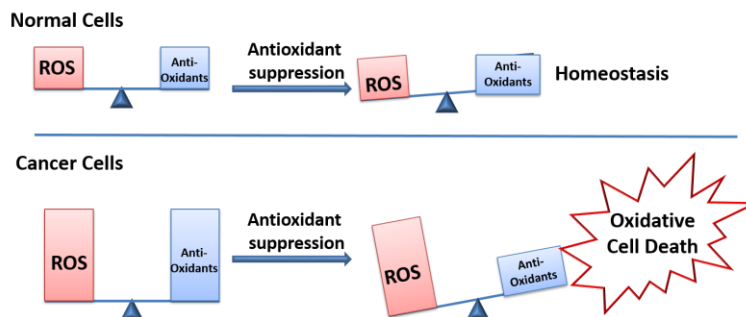 Normal Cells
ROS
Anti-
Oxidants
Antioxidant
suppression
ROS
Anti-
Oxidants
Homeostasis
Cancer Cells
ROS
Anti-
Oxidants
Antioxidant
suppression
ROS
Anti-
Oxidants
Oxidative
Cell Death